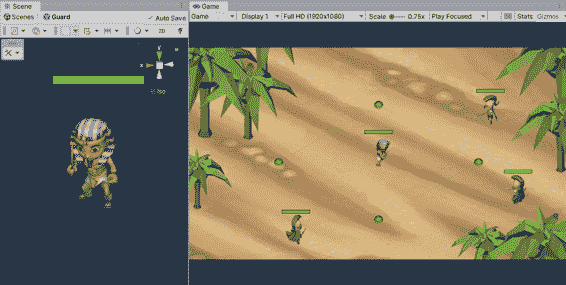 Scene
Scenes Guard Auto Save
2D
y
x
Iso
Game
Game Display 1 Full HD (1920x1080) Scale 0.75x Play Focused Stats Gizmos